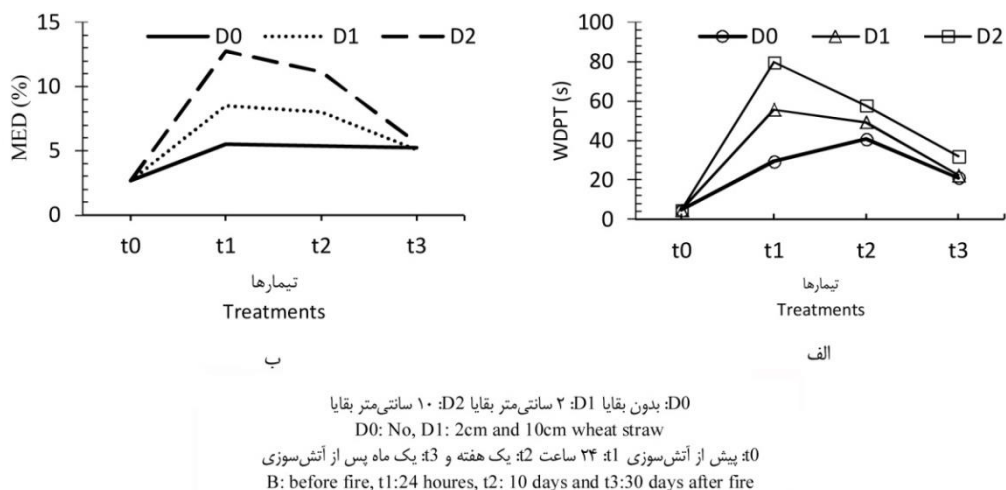 MED (%)
15
10
5
0
D0 D1 D2
t0 t1 t2 t3
تیمارها
Treatments
ب
WDPT (s)
100
80
60
40
20
0
D0 D1 D2
t0 t1 t2 t3
تیمارها
Treatments
الف
D0: بدون بقایا D1: ۲ سانتی‌متر بقایا D2: ۱۰ سانتی‌متر بقایا
D0: No, D1: 2cm and 10cm wheat straw
t0: پیش از آتش‌سوزی t1: ۲۴ ساعت t2: یک هفته و t3: یک ماه پس از آتش‌سوزی
B: before fire, t1:24 houres, t2: 10 days and t3:30 days after fire